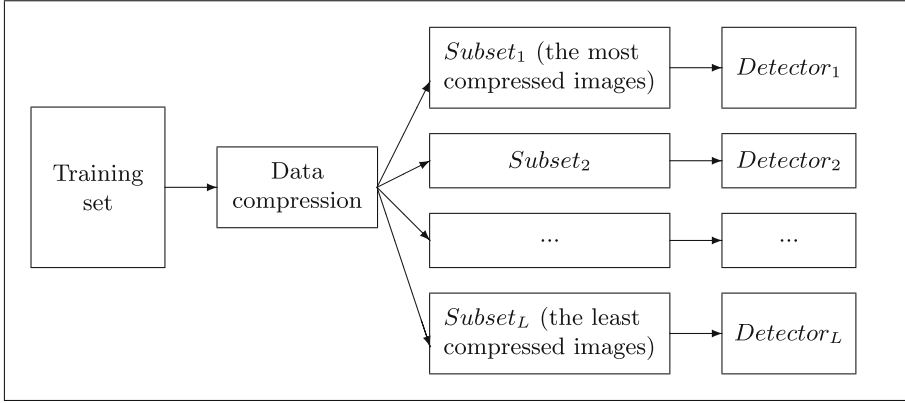 Training
set
Data
compression
Subset₁ (the most
compressed images)
Detector₁
Subset₂
Detector₂
...
...
Subset_L (the least
compressed images)
Detector_L